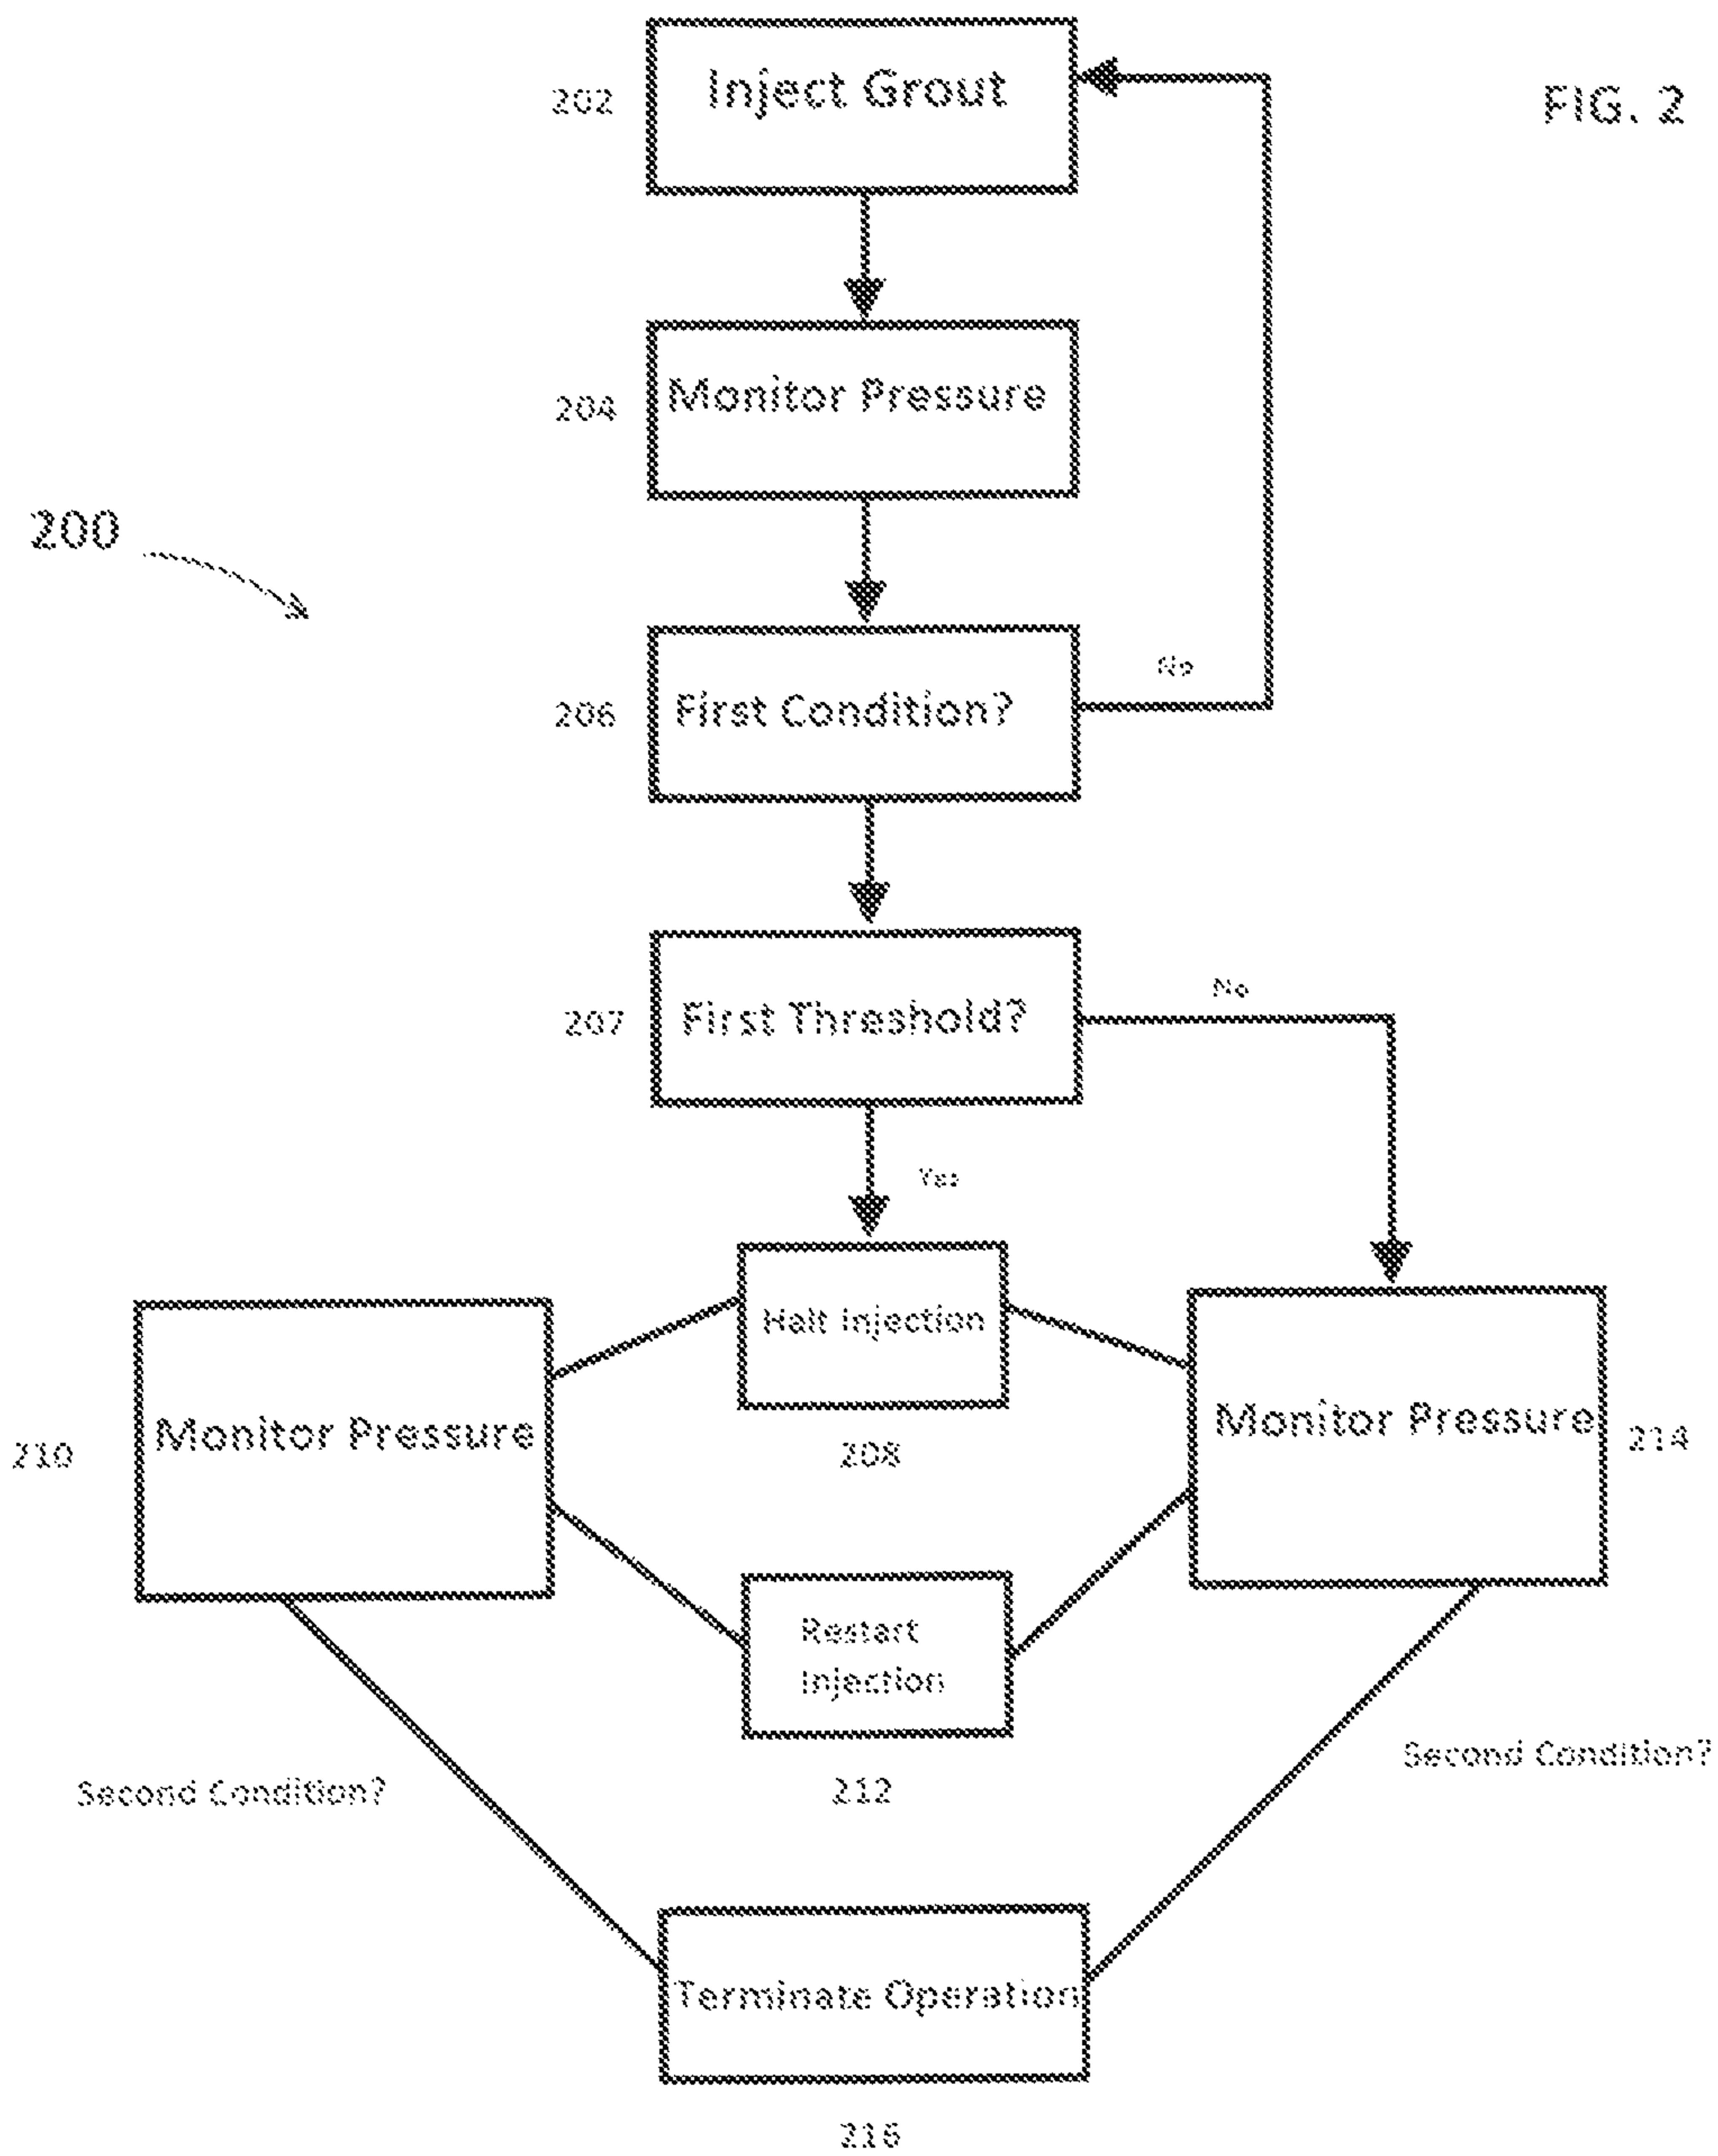 Inject Grout
202
FIG. 2
Monitor Pressure
204
200
No
First Condition?
206
No
First Threshold?
207
Yes
Halt Injection
Monitor Pressure
Monitor Pressure
210
208
214
Restart
Injection
Second Condition?
Second Condition?
212
Terminate Operation
216